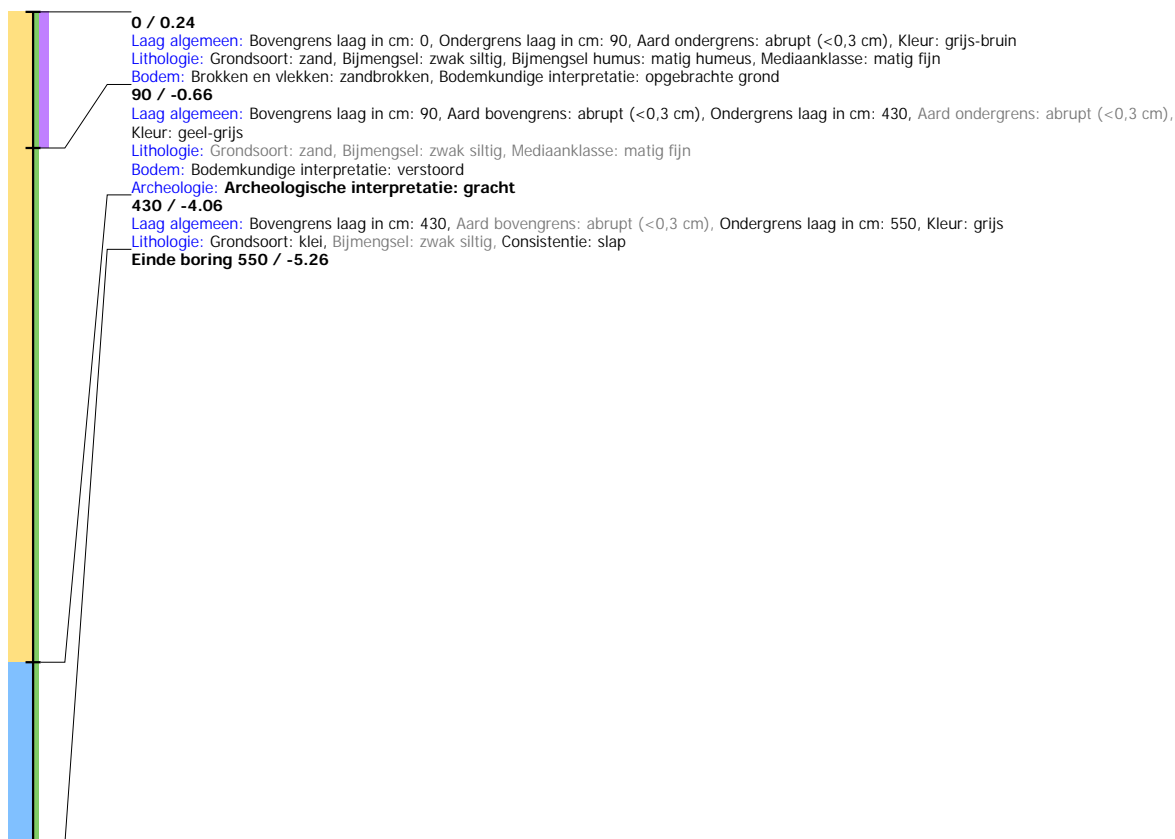 0 / 0.24
Laag algemeen: Bovengrens laag in cm: 0, Ondergrens laag in cm: 90, Aard ondergrens: abrupt (<0,3 cm), Kleur: grijs-bruin
Lithologie: Grondsoort: zand, Bijmengsel: zwak siltig, Bijmengsel humus: matig humeus, Mediaanklasse: matig fijn
Bodem: Brokken en vlekken: zandbrokken, Bodemkundige interpretatie: opgebrachte grond
90 / -0.66
Laag algemeen: Bovengrens laag in cm: 90, Aard bovengrens: abrupt (<0,3 cm), Ondergrens laag in cm: 430, Aard ondergrens: abrupt (<0,3 cm),
Kleur: geel-grijs
Lithologie: Grondsoort: zand, Bijmengsel: zwak siltig, Mediaanklasse: matig fijn
Bodem: Bodemkundige interpretatie: verstoord
Archeologie: Archeologische interpretatie: gracht
430 / -4.06
Laag algemeen: Bovengrens laag in cm: 430, Aard bovengrens: abrupt (<0,3 cm), Ondergrens laag in cm: 550, Kleur: grijs
Lithologie: Grondsoort: klei, Bijmengsel: zwak siltig, Consistentie: slap
Einde boring 550 / -5.26